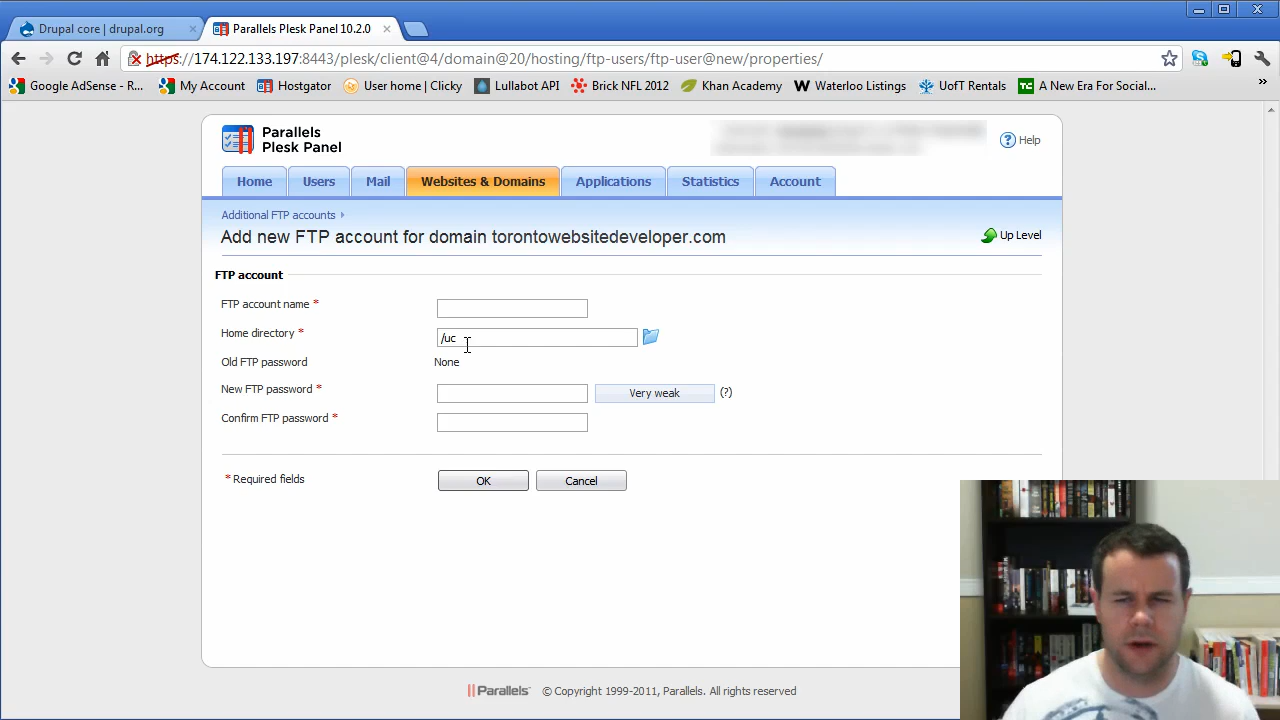 Drupal core | drupal.org
Parallels Plesk Panel 10.2.0
https://174.122.133.197:8443/plesk/client@4/domain@20/hosting/ftp-users/ftp-user@new/properties/
Google AdSense - R...
My Account
Hostgator
User home | Clicky
Lullabot API
Brick NFL 2012
Khan Academy
Waterloo Listings
UofT Rentals
TC
A New Era For Social...
»
Parallels
Plesk Panel
Help
Home
Users
Mail
Websites & Domains
Applications
Statistics
Account
Additional FTP accounts
Add new FTP account for domain torontowebsitedeveloper.com
Up Level
FTP account
FTP account name *
Home directory *
/uc
Old FTP password
None
New FTP password *
Very weak
(?)
Confirm FTP password *
* Required fields
OK
Cancel
Parallels
© Copyright 1999-2011, Parallels. All rights reserved